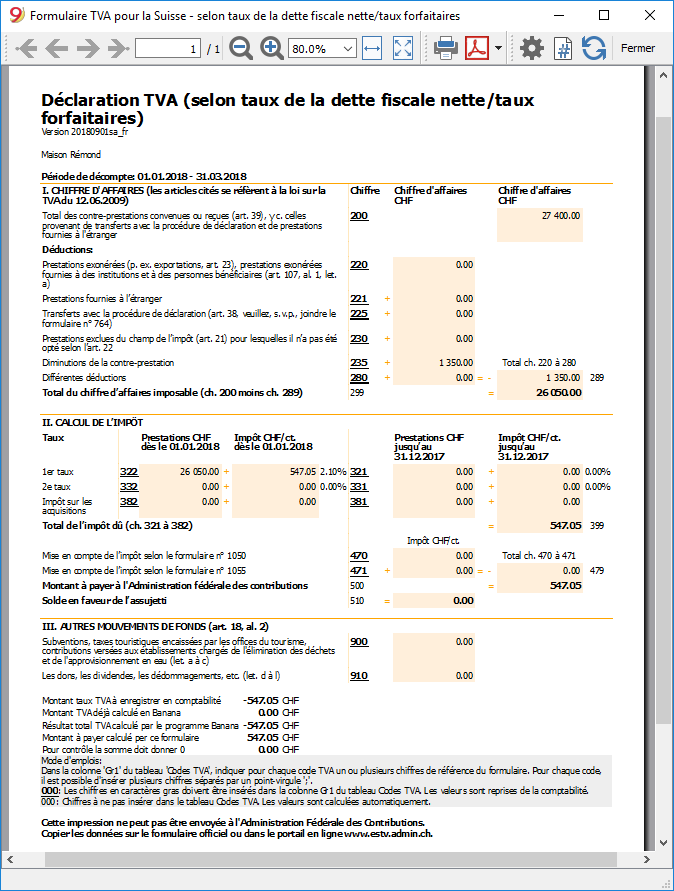 Formulaire TVA pour la Suisse - selon taux de la dette fiscale nette/taux forfaitaires
1 / 1 80.0% Fermer
Déclaration TVA (selon taux de la dette fiscale nette/taux
forfaitaires)
Version 20180901sa_fr
Maison Rémond
Période de décompte: 01.01.2018 - 31.03.2018
I. CHIFFRE D'AFFAIRES (les articles cités se réfèrent à la loi sur la Chiffre Chiffre d'affaires Chiffre d'affaires
TVA du 12.06.2009) CHF CHF
Total des contre-prestations convenues ou reçues (art. 39), y c. celles 200 27 400.00
provenant de transferts avec la procédure de déclaration et de prestations
fournies à l'étranger
Déductions:
Prestations exonérées (p. ex. exportations, art. 23), prestations exonérées 220 0.00
fournies à des institutions et à des personnes bénéficiaires (art. 107, al. 1, let.
a)
Prestations fournies à l'étranger 221 + 0.00
Transferts avec la procédure de déclaration (art. 38, veuillez, s.v.p., joindre le 225 + 0.00
formulaire n° 764)
Prestations exclues du champ de l'impôt (art. 21) pour lesquelles il n'a pas été 230 + 0.00
opté selon l'art. 22
Diminutions de la contre-prestation 235 + 1 350.00 Total ch. 220 à 280
Différentes déductions 280 + 0.00 = - 1 350.00 289
Total du chiffre d'affaires imposable (ch. 200 moins ch. 289) 299 = 26 050.00
II. CALCUL DE L'IMPÔT
Taux Prestations CHF Impôt CHF/ct. Prestations CHF Impôt CHF/ct.
dès le 01.01.2018 dès le 01.01.2018 jusqu'au jusqu'au
31.12.2017 31.12.2017
1er taux 322 26 050.00 + 547.05 2.10% 321 0.00 + 0.00 0.00%
2e taux 332 0.00 + 0.00 0.00% 331 0.00 + 0.00 0.00%
Impôt sur les 382 0.00 + 0.00 381 0.00 + 0.00
acquisitions
Total de l'impôt dû (ch. 321 à 382) = 547.05 399
Impôt CHF/ct.
Mise en compte de l'impôt selon le formulaire n° 1050 470 0.00 Total ch. 470 à 471
Mise en compte de l'impôt selon le formulaire n° 1055 471 + 0.00 = - 0.00 479
Montant à payer à l'Administration fédérale des contributions 500 = 547.05
Solde en faveur de l'assujetti 510 = 0.00
III. AUTRES MOUVEMENTS DE FONDS (art. 18, al. 2)
Subventions, taxes touristiques encaissées par les offices du tourisme, 900 0.00
contributions versées aux établissements chargés de l'élimination des déchets
et de l'approvisionnement en eau (let. a à c)
Les dons, les dividendes, les dédommagements, etc. (let. d à l) 910 0.00
Montant taux TVA à enregistrer en comptabilité -547.05 CHF
Montant TVA déjà calculé en Banana 0.00 CHF
Résultat total TVA calculé par le programme Banana -547.05 CHF
Montant à payer calculé par ce formulaire 547.05 CHF
Pour contrôle la somme doit donner 0 0.00 CHF
Mode d'emploi:
Dans la colonne 'Gr1' du tableau 'Codes TVA', indiquer pour chaque code TVA un ou plusieurs chiffres de référence du formulaire. Pour chaque code,
il est possible d'insérer plusieurs chiffres séparés par un point-virgule ';'.
000: Les chiffres en caractères gras doivent être insérés dans la colonne Gr1 du tableau Codes TVA. Les valeurs sont reprises de la comptabilité.
000: Chiffres à ne pas insérer dans le tableau Codes TVA. Les valeurs sont calculées automatiquement.
Cette impression ne peut pas être envoyée à l'Administration Fédérale des Contributions.
Copier les données sur le formulaire officiel ou dans le portail en ligne www.estv.admin.ch.